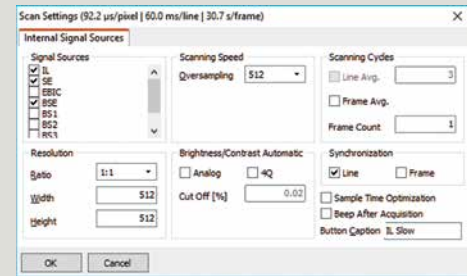 Scan Settings (92.2 µs/pixel | 60.0 ms/line | 30.7 s/frame)
Internal Signal Sources
Signal Sources
IL
SE
EBIC
BSE
BS1
BS2
BS3
Scanning Speed
Oversampling 512
Scanning Cycles
Line Avg. 3
Frame Avg.
Frame Count 1
Resolution
Ratio 1:1
Width 512
Height 512
Brightness/Contrast Automatic
Analog 4Q
Cut Off [%] 0.02
Synchronization
Line Frame
Sample Time Optimization
Beep After Acquisition
Button Caption IL Slow
OK Cancel